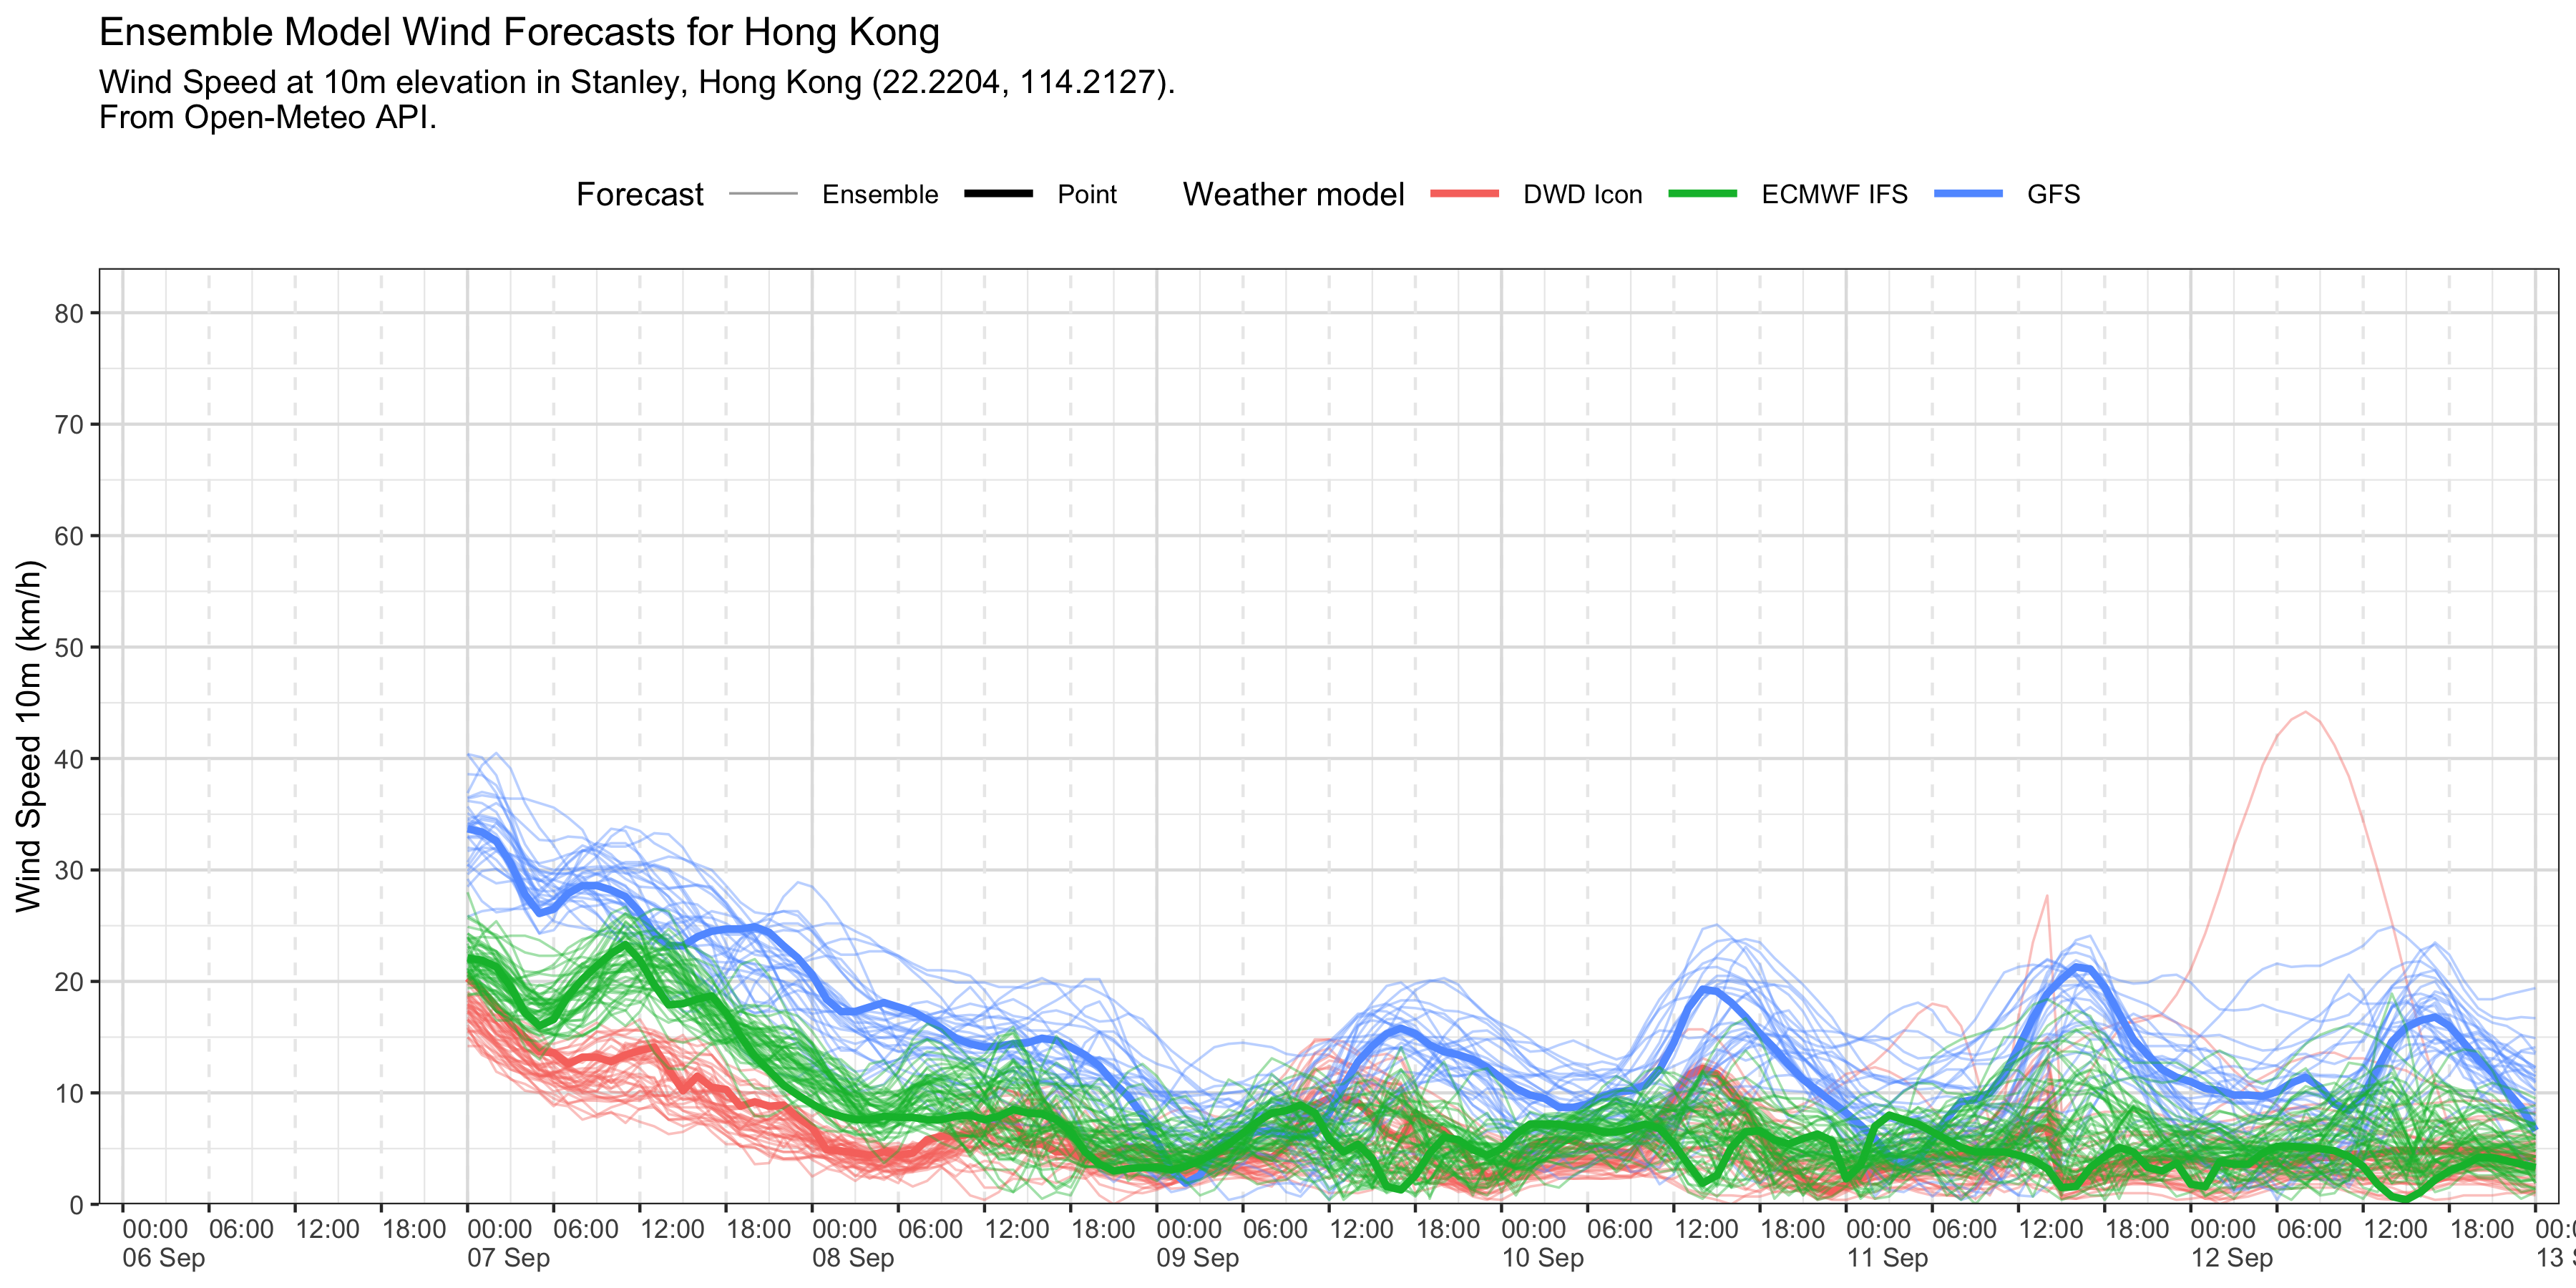 Ensemble Model Wind Forecasts for Hong Kong
Wind Speed at 10m elevation in Stanley, Hong Kong (22.2204, 114.2127).
From Open-Meteo API.
Forecast Ensemble Point Weather model DWD Icon ECMWF IFS GFS
Wind Speed 10m (km/h)
80
70
60
50
40
30
20
10
0
00:00 06:00 12:00 18:00 00:00 06:00 12:00 18:00 00:00 06:00 12:00 18:00 00:00 06:00 12:00 18:00 00:00 06:00 12:00 18:00 00:00 06:00 12:00 18:00 00:00 06:00 12:00 18:00
06 Sep 07 Sep 08 Sep 09 Sep 10 Sep 11 Sep 12 Sep 13